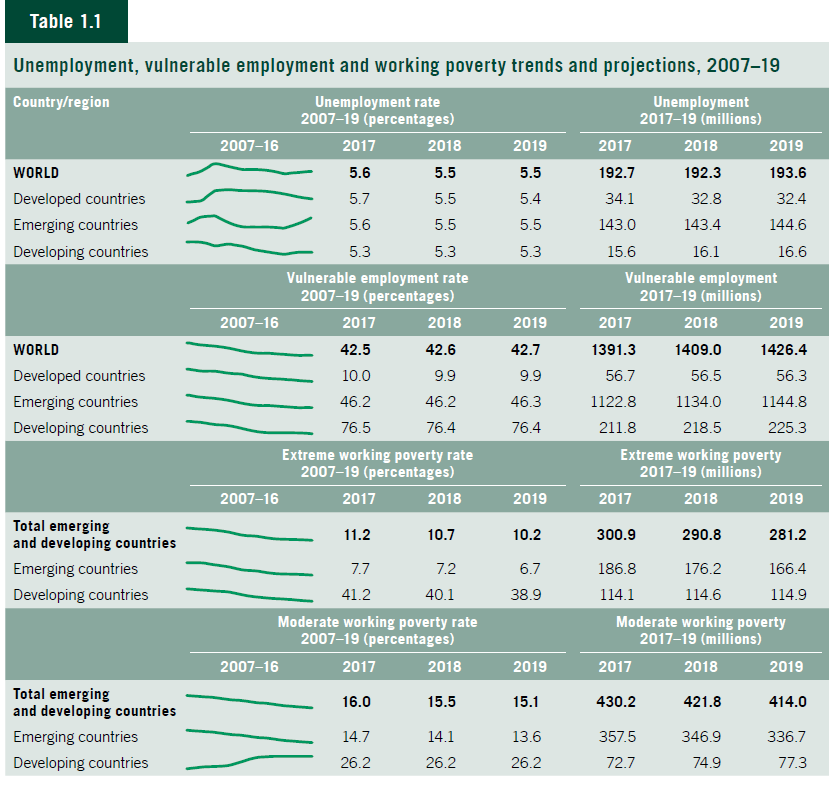 Table 1.1
Unemployment, vulnerable employment and working poverty trends and projections, 2007–19
Country/region Unemployment rate Unemployment
2007–19 (percentages) 2017–19 (millions)
2007–16 2017 2018 2019 2017 2018 2019
WORLD 5.6 5.5 5.5 192.7 192.3 193.6
Developed countries 5.7 5.5 5.4 34.1 32.8 32.4
Emerging countries 5.6 5.5 5.5 143.0 143.4 144.6
Developing countries 5.3 5.3 5.3 15.6 16.1 16.6
Vulnerable employment rate Vulnerable employment
2007–19 (percentages) 2017–19 (millions)
2007–16 2017 2018 2019 2017 2018 2019
WORLD 42.5 42.6 42.7 1391.3 1409.0 1426.4
Developed countries 10.0 9.9 9.9 56.7 56.5 56.3
Emerging countries 46.2 46.2 46.3 1122.8 1134.0 1144.8
Developing countries 76.5 76.4 76.4 211.8 218.5 225.3
Extreme working poverty rate Extreme working poverty
2007–19 (percentages) 2017–19 (millions)
2007–16 2017 2018 2019 2017 2018 2019
Total emerging
and developing countries 11.2 10.7 10.2 300.9 290.8 281.2
Emerging countries 7.7 7.2 6.7 186.8 176.2 166.4
Developing countries 41.2 40.1 38.9 114.1 114.6 114.9
Moderate working poverty rate Moderate working poverty
2007–19 (percentages) 2017–19 (millions)
2007–16 2017 2018 2019 2017 2018 2019
Total emerging
and developing countries 16.0 15.5 15.1 430.2 421.8 414.0
Emerging countries 14.7 14.1 13.6 357.5 346.9 336.7
Developing countries 26.2 26.2 26.2 72.7 74.9 77.3